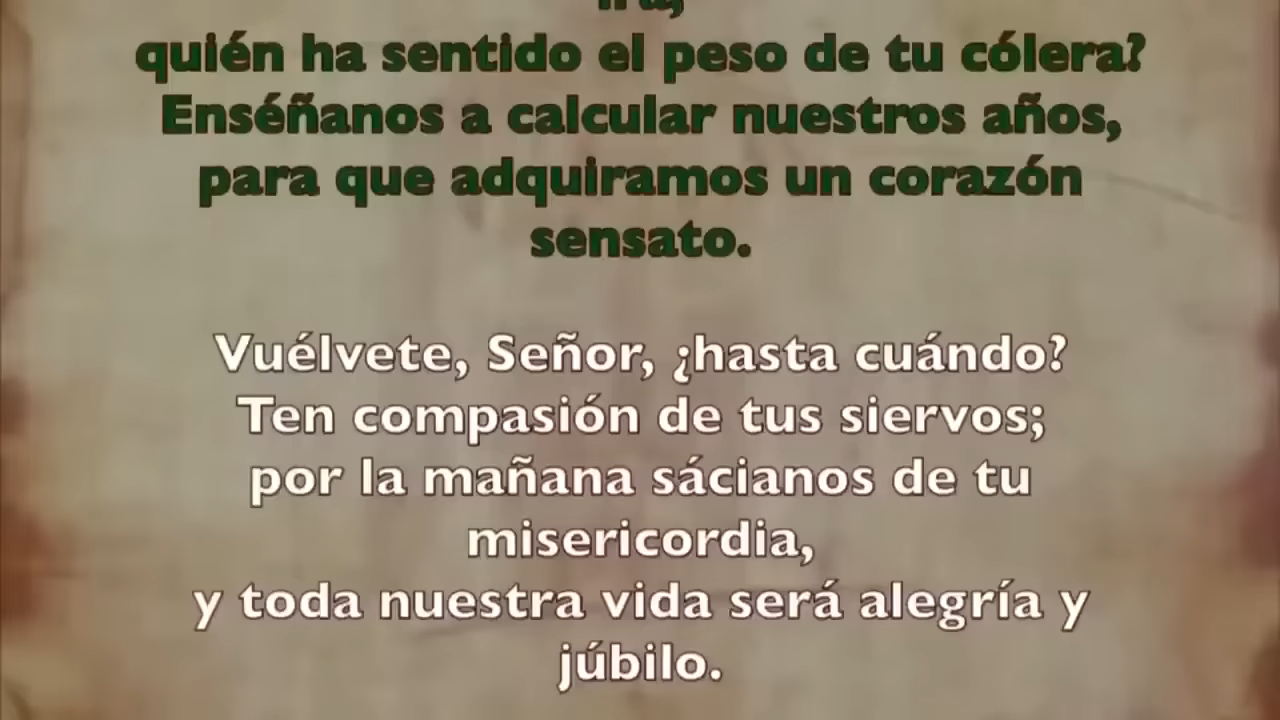 quién ha sentido el peso de tu cólera?
Enséñanos a calcular nuestros años,
para que adquiramos un corazón
sensato.
Vuélvete, Señor, ¿hasta cuándo?
Ten compasión de tus siervos;
por la mañana sácianos de tu
misericordia,
y toda nuestra vida será alegría y
júbilo.